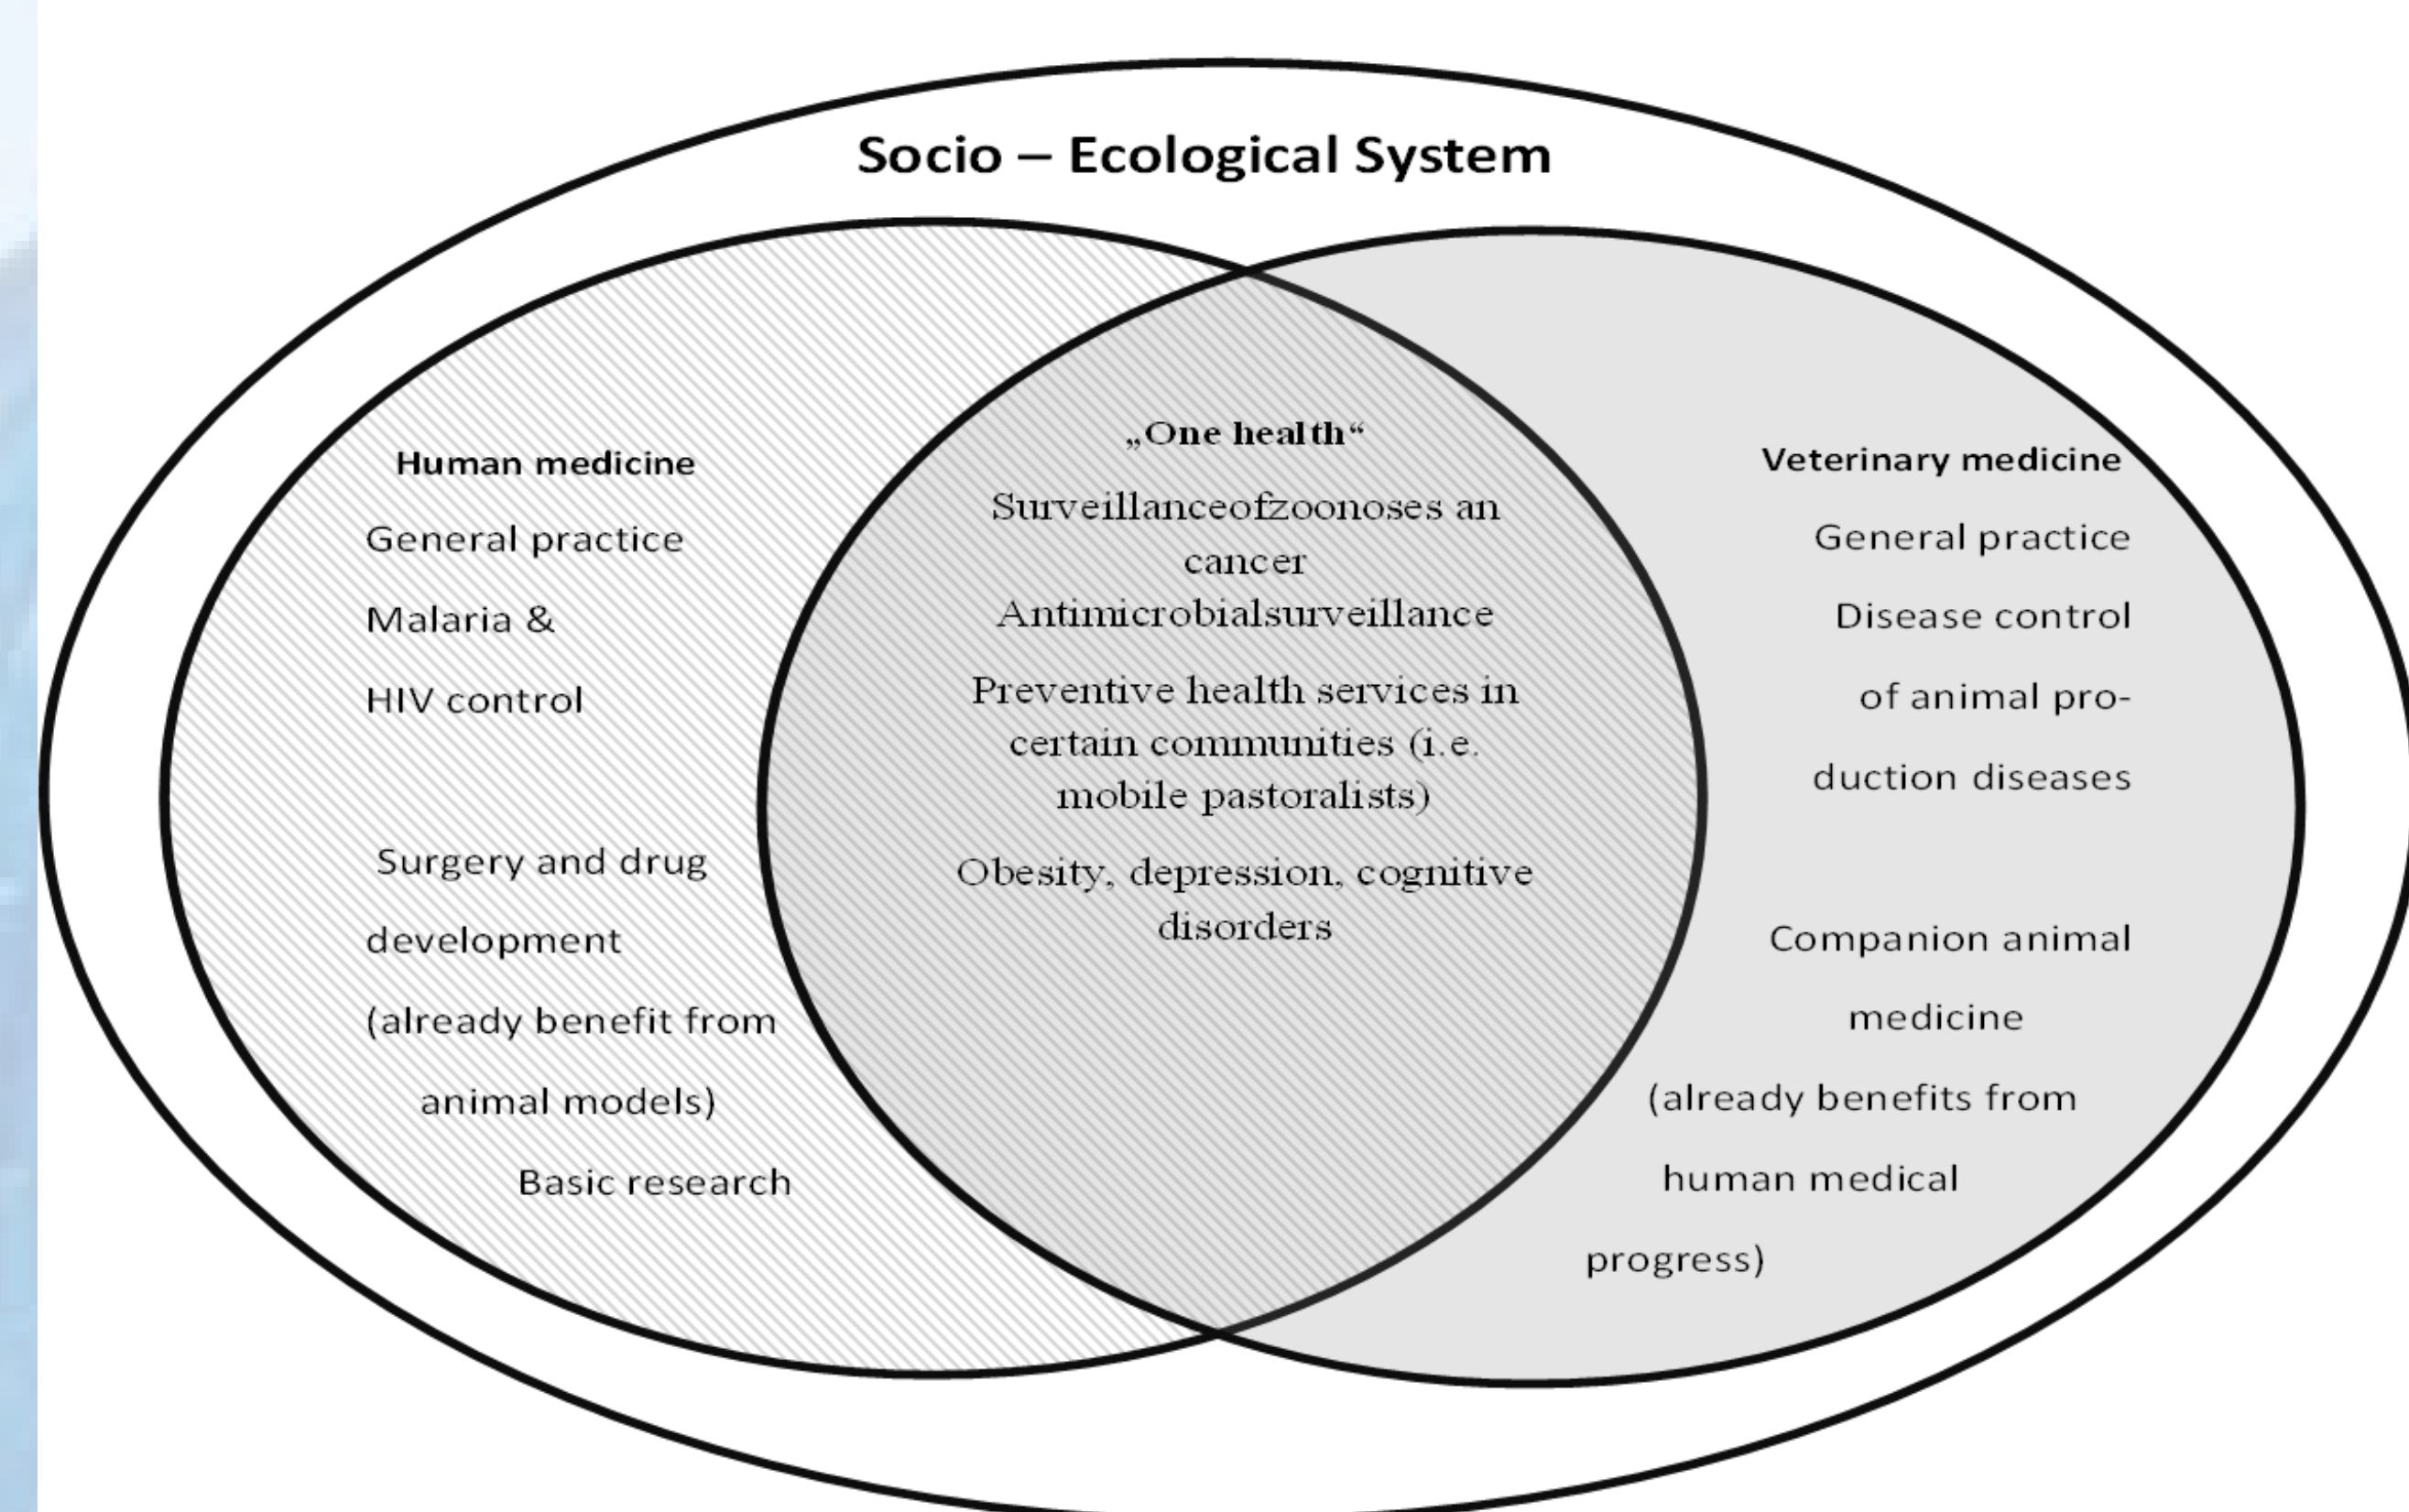 Socio – Ecological System
Human medicine
General practice
Malaria &
HIV control
Surgery and drug
development
(already benefit from
animal models)
Basic research
„One health“
Surveillanceofzoonoses an
cancer
Antimicrobialsurveillance
Preventive health services in
certain communities (i.e.
mobile pastoralists)
Obesity, depression, cognitive
disorders
Veterinary medicine
General practice
Disease control
of animal pro-
duction diseases
Companion animal
medicine
(already benefits from
human medical
progress)